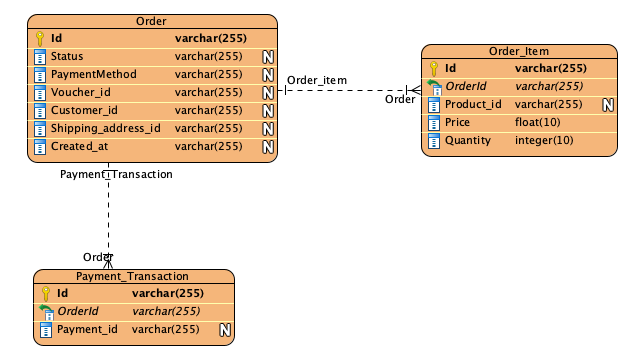 Order
Id varchar(255)
Status varchar(255) N
PaymentMethod varchar(255) N
Voucher_id varchar(255) N
Customer_id varchar(255) N
Shipping_address_id varchar(255) N
Created_at varchar(255) N
Order_item
Order
Order_Item
Id varchar(255)
OrderId varchar(255)
Product_id varchar(255) N
Price float(10)
Quantity integer(10)
Payment_Transaction
Order
Payment_Transaction
Id varchar(255)
OrderId varchar(255)
Payment_id varchar(255) N